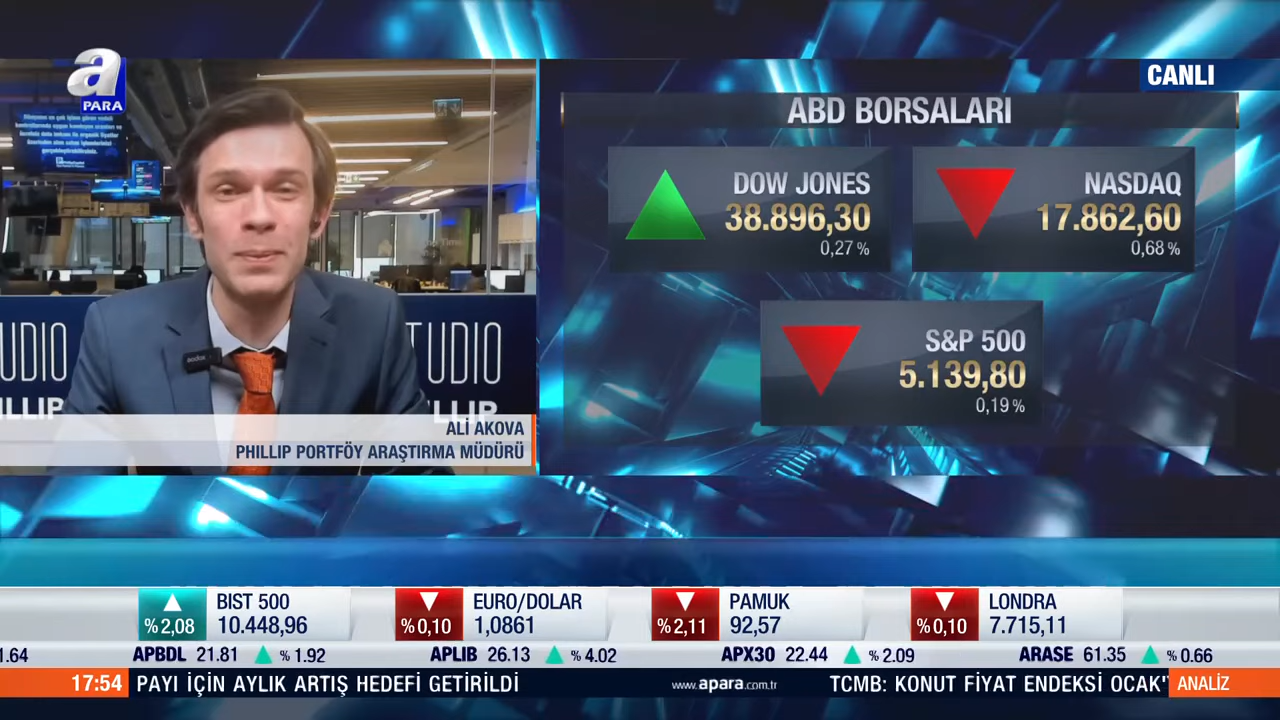 a
PARA
CANLI
ABD BORSALARI
DOW JONES
38.896,30
0,27 %
NASDAQ
17.862,60
0,68 %
S&P 500
5.139,80
0,19 %
UDIO
TUDIO
ILLIP
ALİ AKOVA
PHILLIP PORTFÖY ARAŞTIRMA MÜDÜRÜ
% 2,08 BIST 500 10.448,96
% 0,10 EURO/DOLAR 1,0861
% 2,11 PAMUK 92,57
% 0,10 LONDRA 7.715,11
1.64 APBDL 21.81 % 1.92 APLIB 26.13 % 4.02 APX30 22.44 % 2.09 ARASE 61.35 % 0.66
17:54 PAYI İÇİN AYLIK ARTIŞ HEDEFİ GETİRİLDİ www.apara.com.tr TCMB: KONUT FİYAT ENDEKSİ OCAK' ANALİZ